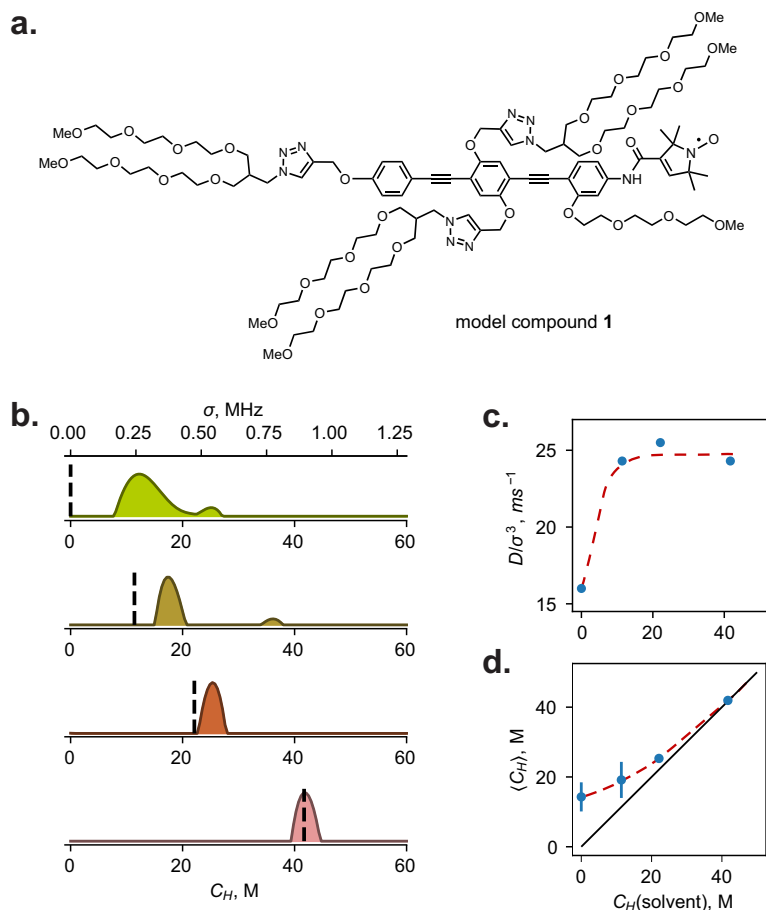 a.
OMe
O
OMe
O
O
O
O
O
N
N
N
O
O
O
N
O
MeO
O
O
O
O
N
N
N
MeO
O
O
O
O
O
NH
O
N
N
N
O
O
O
O
OMe
O
O
O
O
O
O
MeO
MeO
model compound 1
b.
σ, MHz
0.00 0.25 0.50 0.75 1.00 1.25
0 20 40 60
0 20 40 60
0 20 40 60
0 20 40 60
C_H, M
c.
D/σ³, ms⁻¹
25
20
15
0 20 40
d.
⟨C_H⟩, M
40
20
0
0 20 40
C_H(solvent), M